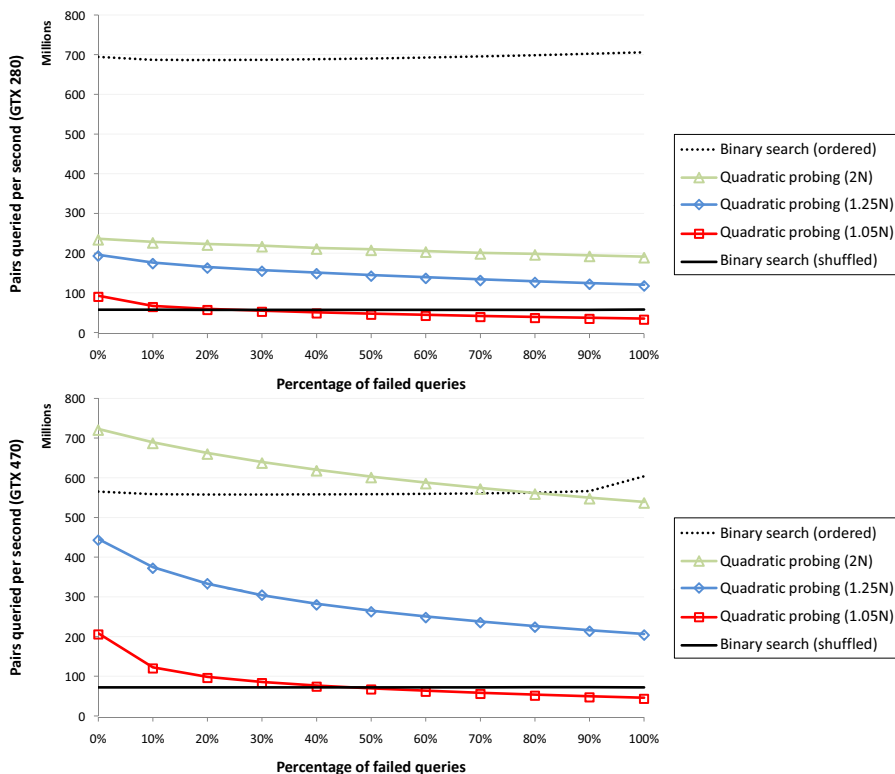 Pairs queried per second (GTX 280)
Millions
800
700
600
500
400
300
200
100
0
0% 10% 20% 30% 40% 50% 60% 70% 80% 90% 100%
Percentage of failed queries
Binary search (ordered)
Quadratic probing (2N)
Quadratic probing (1.25N)
Quadratic probing (1.05N)
Binary search (shuffled)
Pairs queried per second (GTX 470)
Millions
800
700
600
500
400
300
200
100
0
0% 10% 20% 30% 40% 50% 60% 70% 80% 90% 100%
Percentage of failed queries
Binary search (ordered)
Quadratic probing (2N)
Quadratic probing (1.25N)
Quadratic probing (1.05N)
Binary search (shuffled)